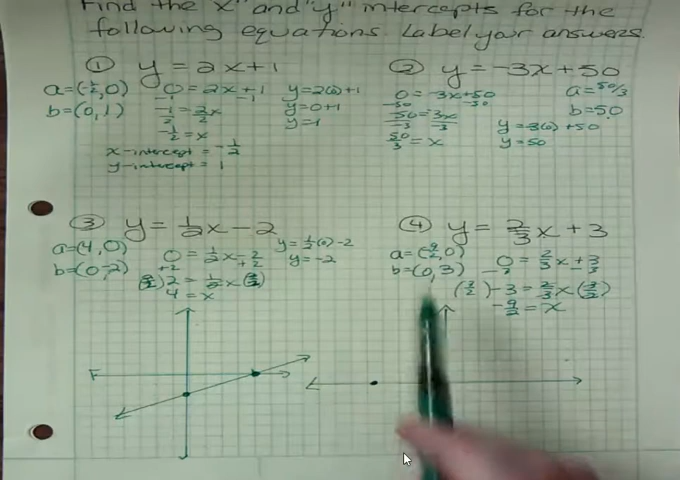 Find the "x" and "y" intercepts for the
following equations. Label your answers.
① y = 2x+1
a=(-½, 0)
b=(0, 1)
0 = 2x+1
-1 -1
-1/2 = 2x/2
-½ = x
y=2(0)+1
y=0+1
y=1
x-intercept = -½
y-intercept = 1
② y = -3x+50
0 = -3x+50
-50 -50
-50/-3 = -3x/-3
50/3 = x
a=50/3
b=50
y=-3(0)+50
y=50
③ y = ½x - 2
a=(4, 0)
b=(0,-2)
0 = ½x-2
+2 +2
2 = ½x
4 = x
y=½(0)-2
y=-2
④ y = 2/3x + 3
a=(-9/2, 0)
b=(0, 3)
0 = 2/3x+3
-3 -3
(3/2)-3 = 2/3x(3/2)
-9/2 = x